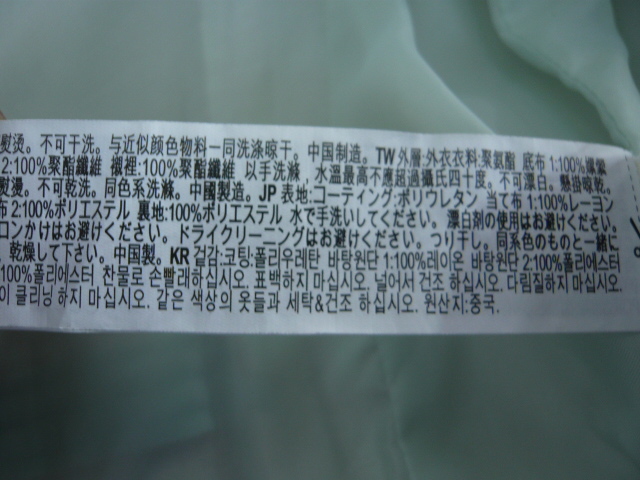 熨烫。不可干洗。与近似颜色物料一同洗涤晾干。中国制造。TW 外層:外衣衣料:聚氨酯 底布 1:100%嫘縈
2:100%聚酯纖維 襯裡:100%聚酯纖維 以手洗滌，水溫最高不應超過攝氏四十度。不可漂白。懸掛晾乾。
熨燙。不可乾洗。同色系洗滌。中國製造。JP 表地:コーティング:ポリウレタン 当て布 1:100%レーヨン
布 2:100%ポリエステル 裏地:100%ポリエステル 水で手洗いしてください。漂白剤の使用はお避けください。
ロンかけはお避けください。ドライクリーニングはお避けください。つり干し。同系色のものと一緒に
、乾燥して下さい。中国製。KR 겉감:코팅:폴리우레탄 바탕원단 1:100%레이온 바탕원단 2:100%폴리에스터
100%폴리에스터 찬물로 손빨래하십시오. 표백하지 마십시오. 널어서 건조 하십시오. 다림질하지 마십시오.
이 클리닝하지 마십시오. 같은 색상의 옷들과 세탁&건조 하십시오. 원산지:중국.